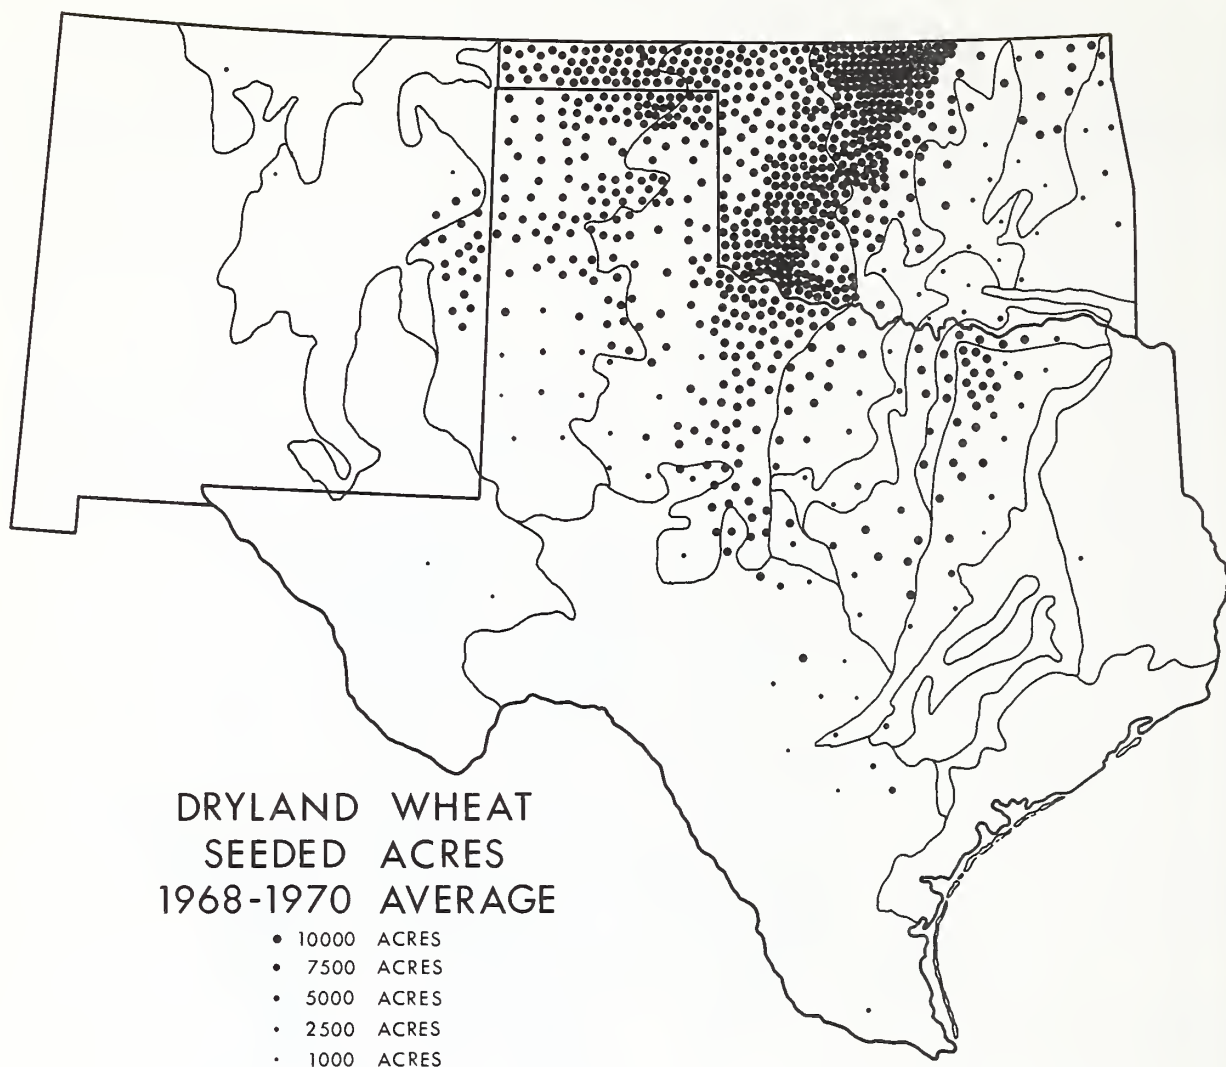 DRYLAND WHEAT
SEEDED ACRES
1968-1970 AVERAGE
10000 ACRES
7500 ACRES
5000 ACRES
2500 ACRES
1000 ACRES